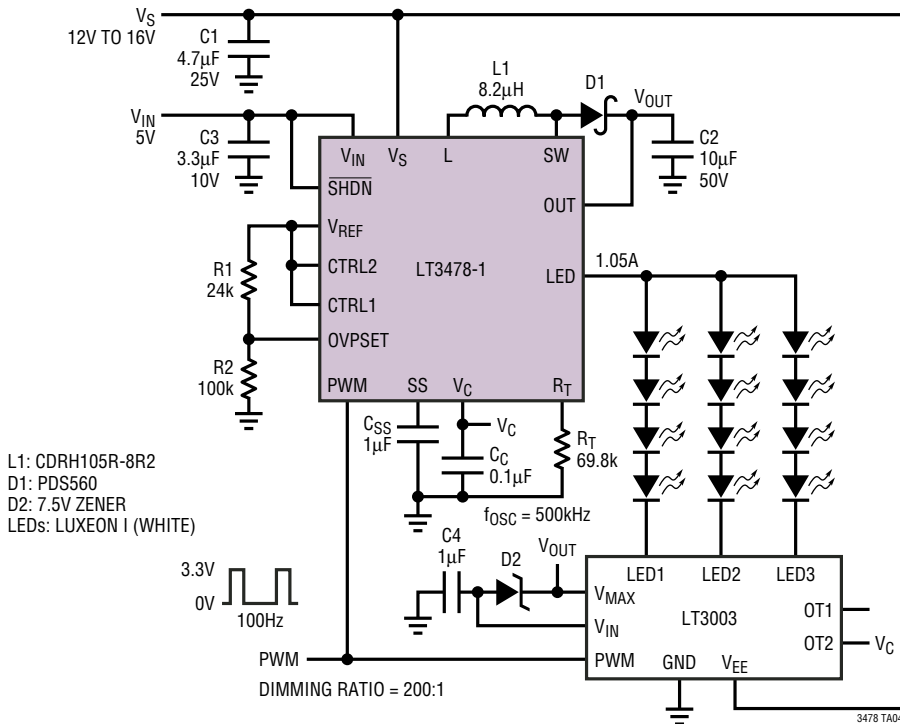 VS
12V TO 16V
C1
4.7µF
25V
VIN
5V
C3
3.3µF
10V
L1
8.2µH
D1
VOUT
C2
10µF
50V
VIN
VS
L
SW
SHDN
OUT
VREF
CTRL2
LT3478-1
LED
1.05A
CTRL1
OVPSET
R1
24k
R2
100k
PWM
SS
VC
RT
CSS
1µF
VC
CC
0.1µF
RT
69.8k
fOSC = 500kHz
L1: CDRH105R-8R2
D1: PDS560
D2: 7.5V ZENER
LEDs: LUXEON I (WHITE)
3.3V
0V
100Hz
C4
1µF
D2
VOUT
LED1
LED2
LED3
VMAX
VIN
LT3003
OT1
OT2
VC
PWM
PWM
GND
VEE
DIMMING RATIO = 200:1